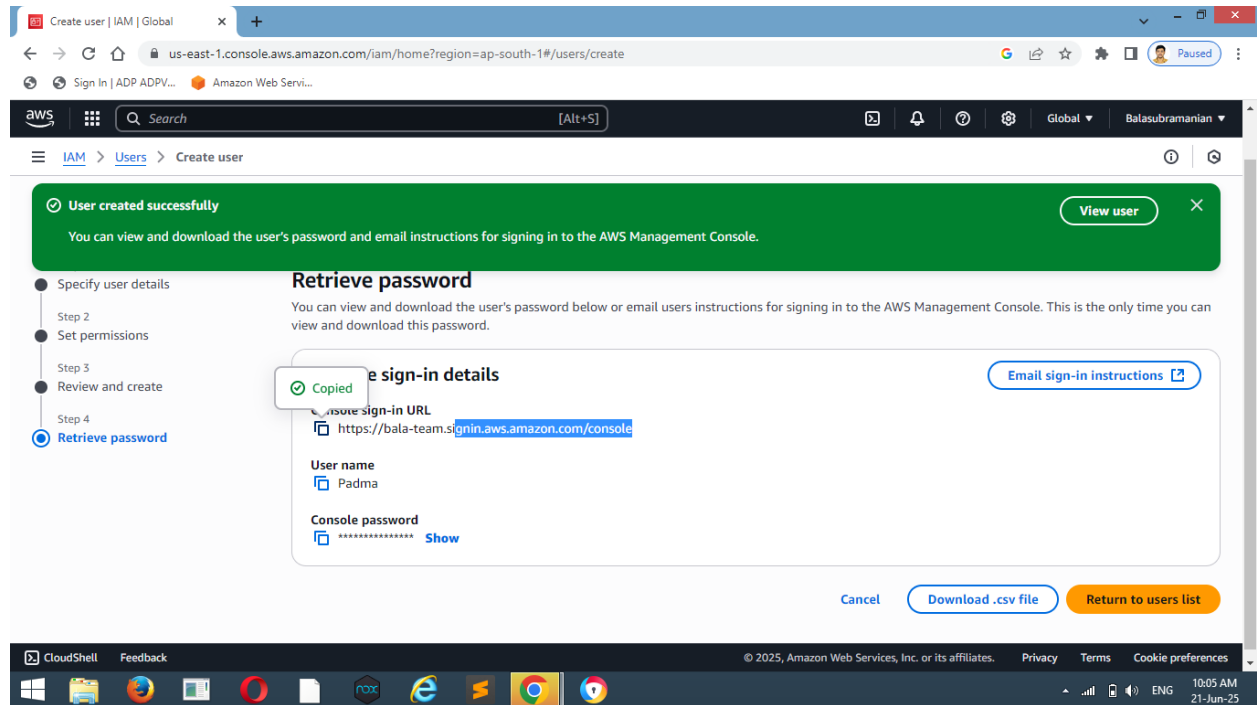 Create user | IAM | Global
us-east-1.console.aws.amazon.com/iam/home?region=ap-south-1#/users/create
Paused
Sign In | ADP ADPV...
Amazon Web Servi...
aws
Search
[Alt+S]
Global
Balasubramanian
IAM > Users > Create user
User created successfully
View user
You can view and download the user's password and email instructions for signing in to the AWS Management Console.
Specify user details
Step 2
Set permissions
Step 3
Review and create
Step 4
Retrieve password
Retrieve password
You can view and download the user's password below or email users instructions for signing in to the AWS Management Console. This is the only time you can
view and download this password.
sign-in details
Email sign-in instructions
Copied
Console sign-in URL
https://bala-team.signin.aws.amazon.com/console
User name
Padma
Console password
*************** Show
Cancel
Download .csv file
Return to users list
CloudShell
Feedback
© 2025, Amazon Web Services, Inc. or its affiliates.
Privacy
Terms
Cookie preferences
nox
ENG
10:05 AM
21-Jun-25